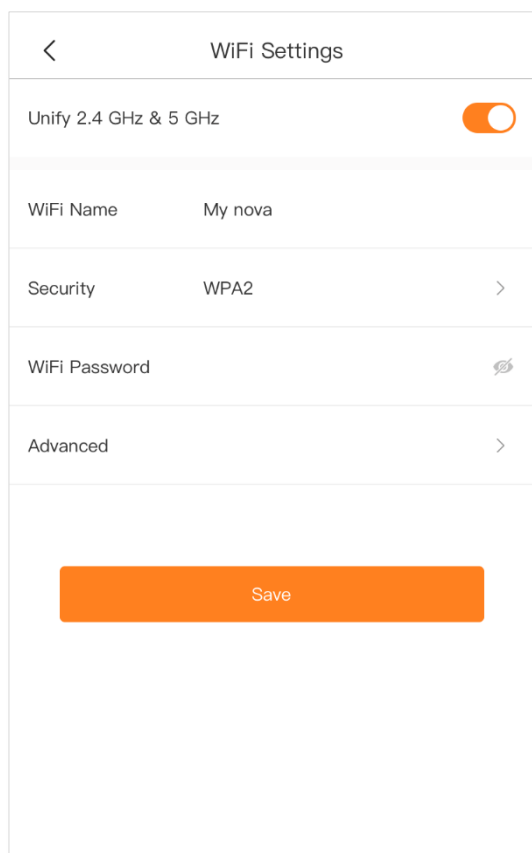 WiFi Settings
Unify 2.4 GHz & 5 GHz
WiFi Name My nova
Security WPA2
WiFi Password
Advanced
Save